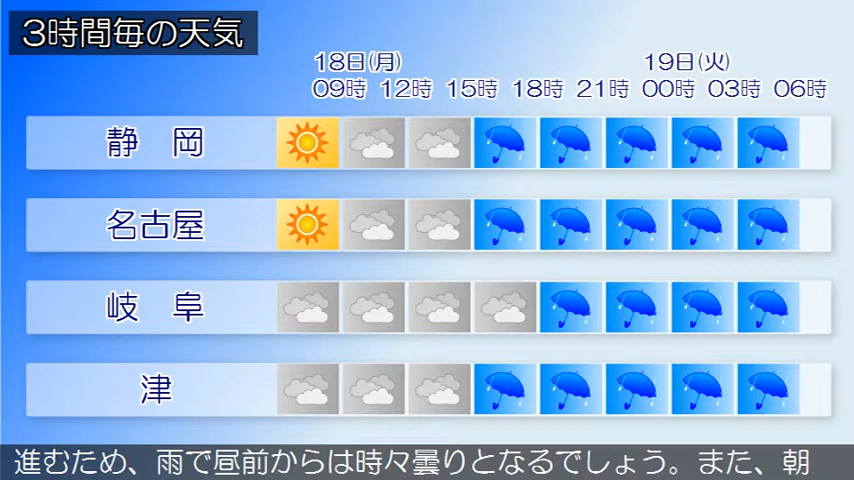 3時間毎の天気
18日(月) 19日(火)
09時 12時 15時 18時 21時 00時 03時 06時
静 岡
名古屋
岐 阜
津
進むため、雨で昼前からは時々曇りとなるでしょう。また、朝